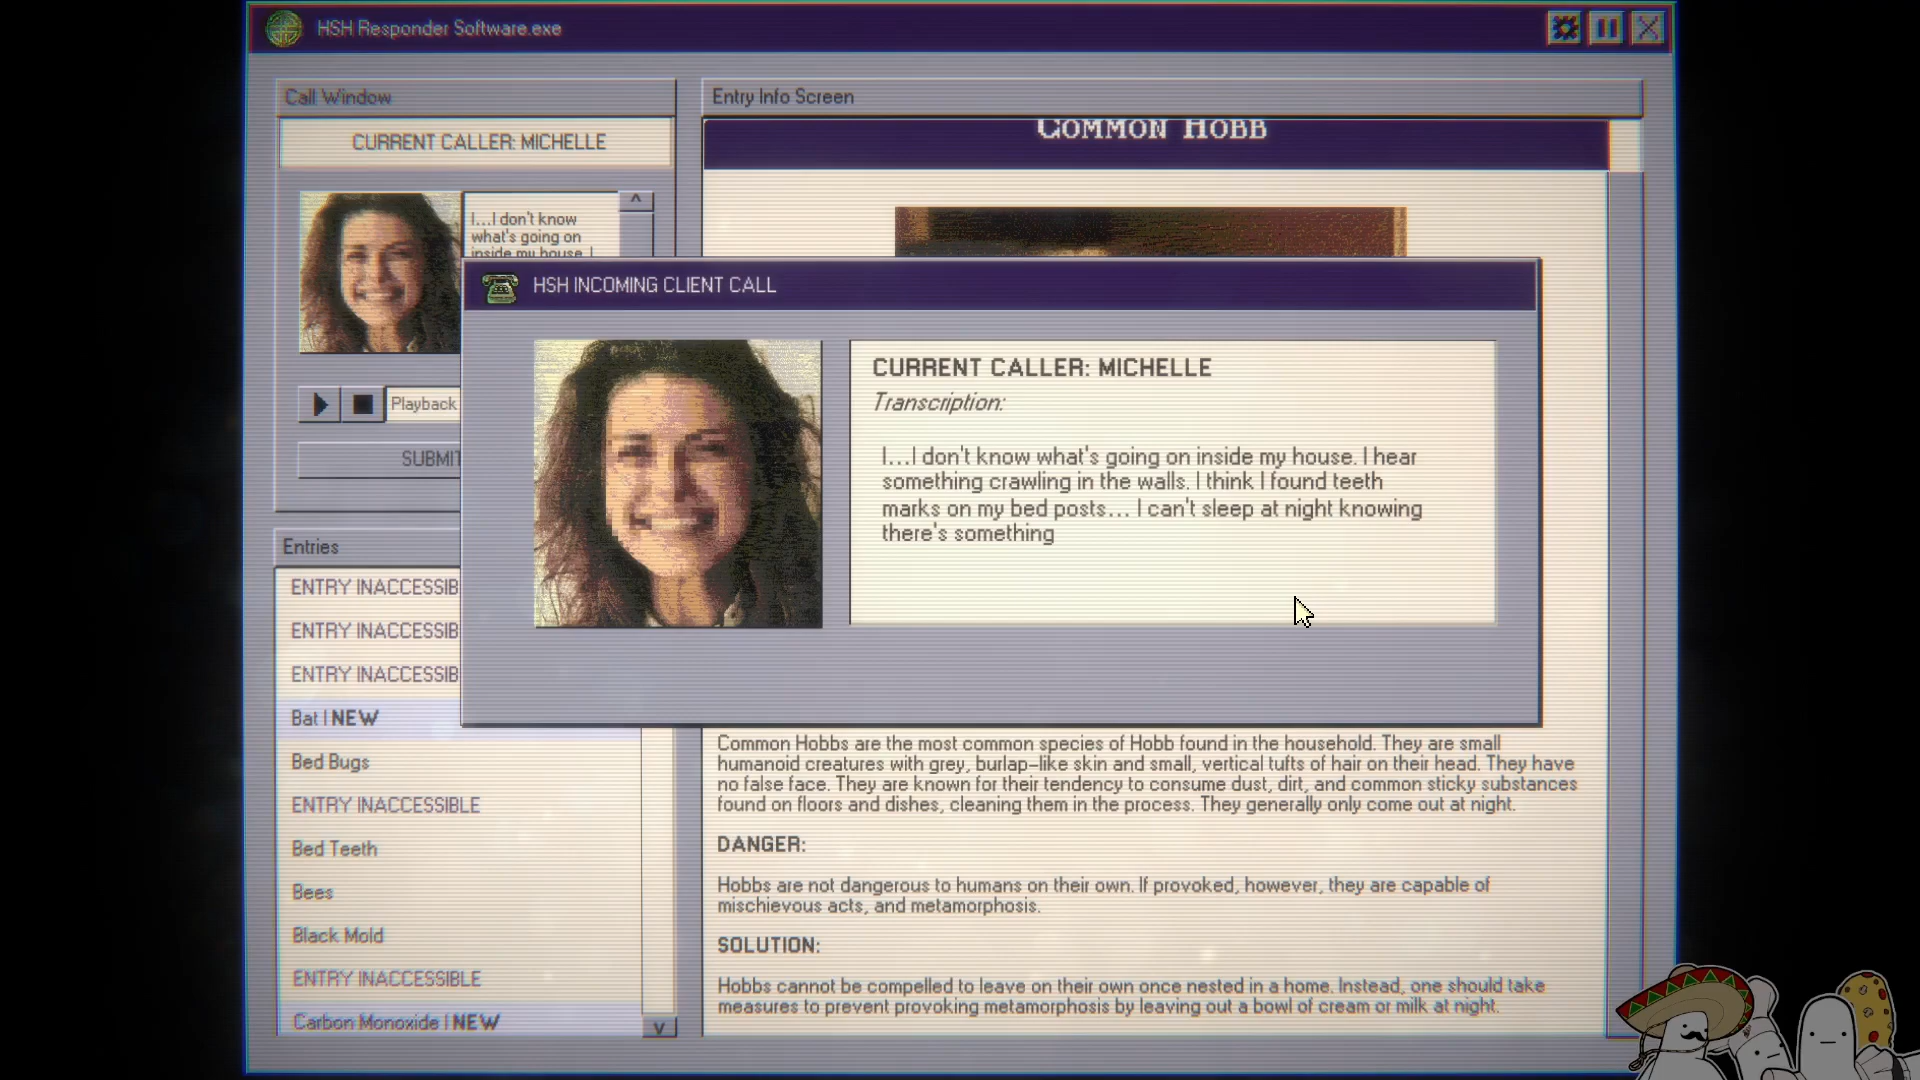 HSH Responder Software.exe
Call Window
CURRENT CALLER: MICHELLE
I...I don't know
what's going on
inside my house. I
Playback
SUBMIT
Entries
ENTRY INACCESSIB
ENTRY INACCESSIB
ENTRY INACCESSIB
Bat | NEW
Bed Bugs
ENTRY INACCESSIBLE
Bed Teeth
Bees
Black Mold
ENTRY INACCESSIBLE
Carbon Monoxide | NEW
Entry Info Screen
COMMON HOBB
HSH INCOMING CLIENT CALL
CURRENT CALLER: MICHELLE
Transcription:
I...I don't know what's going on inside my house. I hear
something crawling in the walls. I think I found teeth
marks on my bed posts... I can't sleep at night knowing
there's something
Common Hobbs are the most common species of Hobb found in the household. They are small
humanoid creatures with grey, burlap-like skin and small, vertical tufts of hair on their head. They have
no false face. They are known for their tendency to consume dust, dirt, and common sticky substances
found on floors and dishes, cleaning them in the process. They generally only come out at night.
DANGER:
Hobbs are not dangerous to humans on their own. If provoked, however, they are capable of
mischievous acts, and metamorphosis.
SOLUTION:
Hobbs cannot be compelled to leave on their own once nested in a home. Instead, one should take
measures to prevent provoking metamorphosis by leaving out a bowl of cream or milk at night.